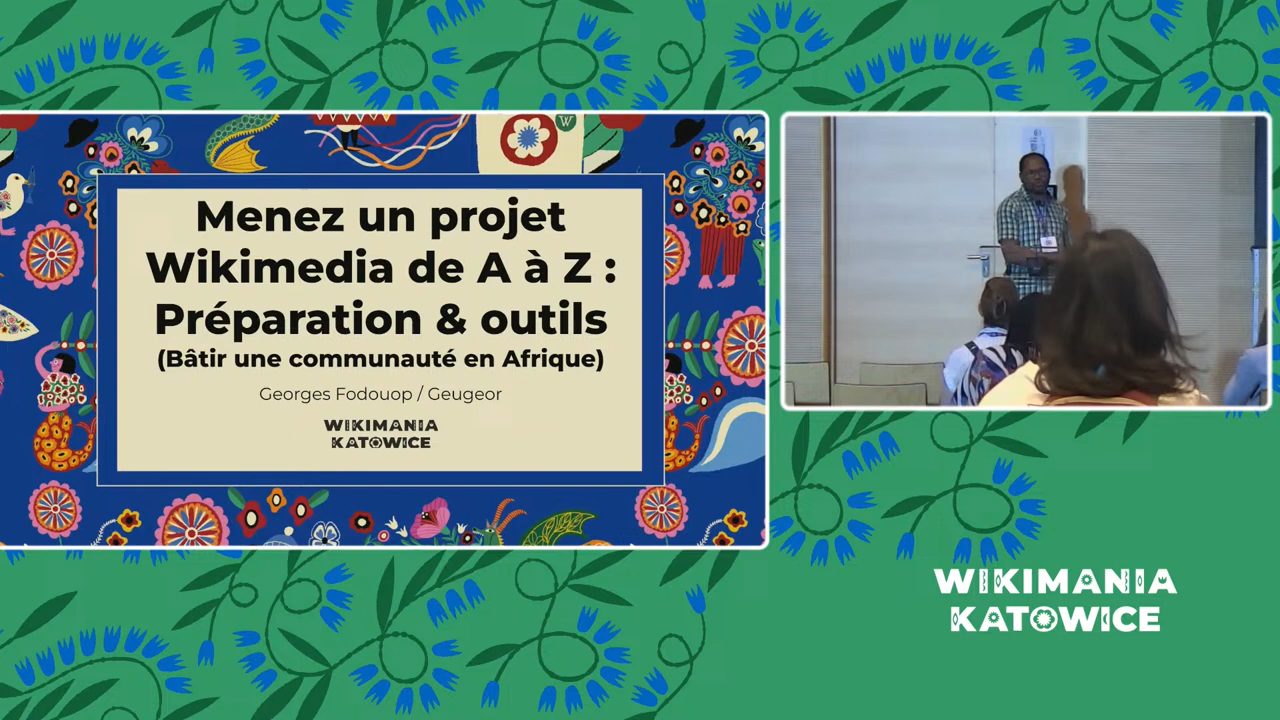 Menez un projet
Wikimedia de A à Z :
Préparation & outils
(Bâtir une communauté en Afrique)
Georges Fodouop / Geugeor
WIKIMANIA
KATOWICE
W
WIKIMANIA
KATOWICE